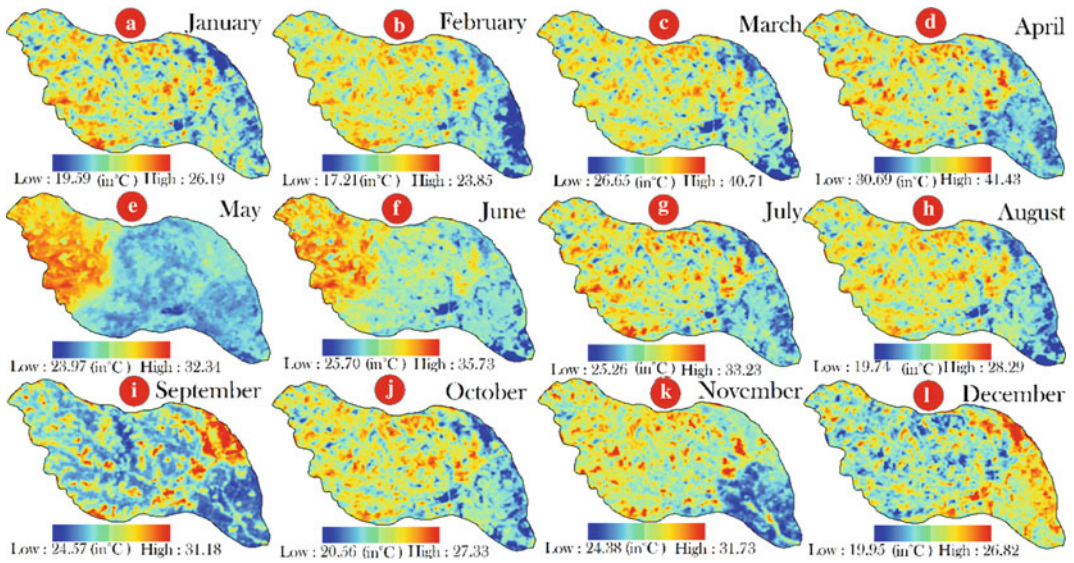 a January
b February
c March
d April
Low : 19.59 (in°C) High : 26.19
Low : 17.21 (in°C) High : 23.85
Low : 26.65 (in°C) High : 40.71
Low : 30.69 (in°C) High : 41.43
e May
f June
g July
h August
Low : 23.97 (in°C) High : 32.34
Low : 25.70 (in°C) High : 35.73
Low : 25.26 (in°C) High : 33.23
Low : 19.74 (in°C) High : 28.29
i September
j October
k November
l December
Low : 24.57 (in°C) High : 31.18
Low : 20.56 (in°C) High : 27.33
Low : 24.38 (in°C) High : 31.73
Low : 19.95 (in°C) High : 26.82